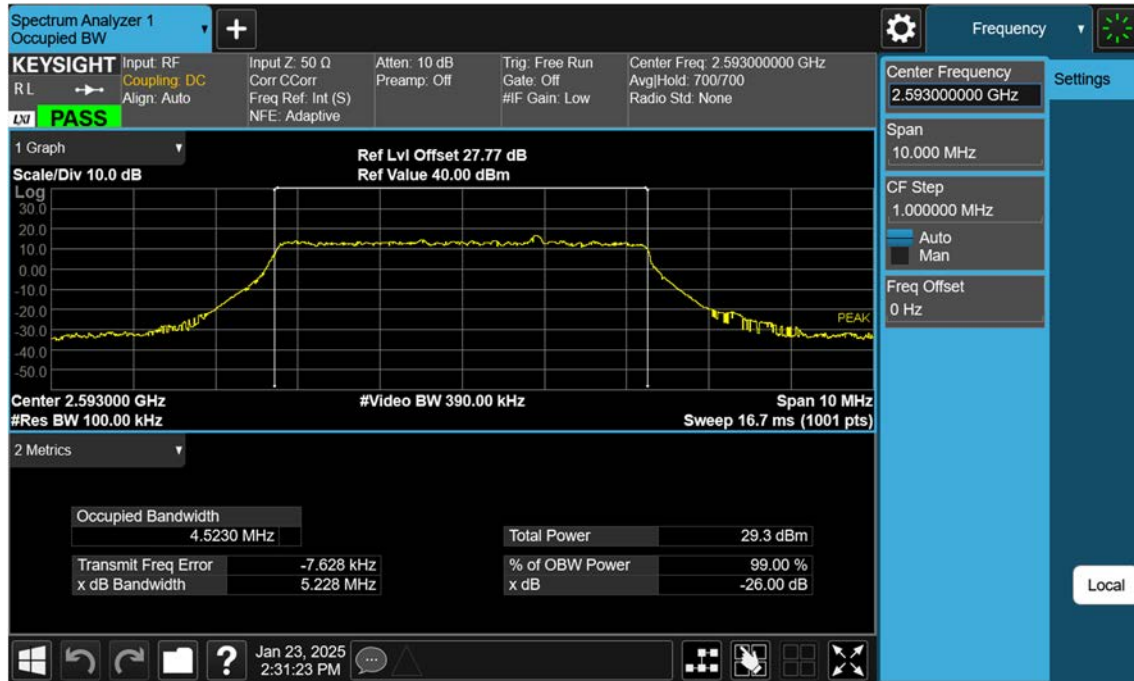 Spectrum Analyzer 1
Occupied BW
Frequency
KEYSIGHT
RL
LXI PASS
Input: RF
Coupling: DC
Align: Auto
Input Z: 50 Ω
Corr CCorr
Freq Ref: Int (S)
NFE: Adaptive
Atten: 10 dB
Preamp: Off
Trig: Free Run
Gate: Off
#IF Gain: Low
Center Freq: 2.593000000 GHz
Avg|Hold: 700/700
Radio Std: None
Center Frequency
2.593000000 GHz
Settings
Span
10.000 MHz
CF Step
1.000000 MHz
Auto
Man
Freq Offset
0 Hz
Local
1 Graph
Scale/Div 10.0 dB
Ref Lvl Offset 27.77 dB
Ref Value 40.00 dBm
Log
30.0
20.0
10.0
0.00
-10.0
-20.0
-30.0
-40.0
-50.0
PEAK
Center 2.593000 GHz
#Video BW 390.00 kHz
Span 10 MHz
#Res BW 100.00 kHz
Sweep 16.7 ms (1001 pts)
2 Metrics
Occupied Bandwidth
4.5230 MHz
Total Power 29.3 dBm
Transmit Freq Error -7.628 kHz
% of OBW Power 99.00 %
x dB Bandwidth 5.228 MHz
x dB -26.00 dB
?
Jan 23, 2025
2:31:23 PM